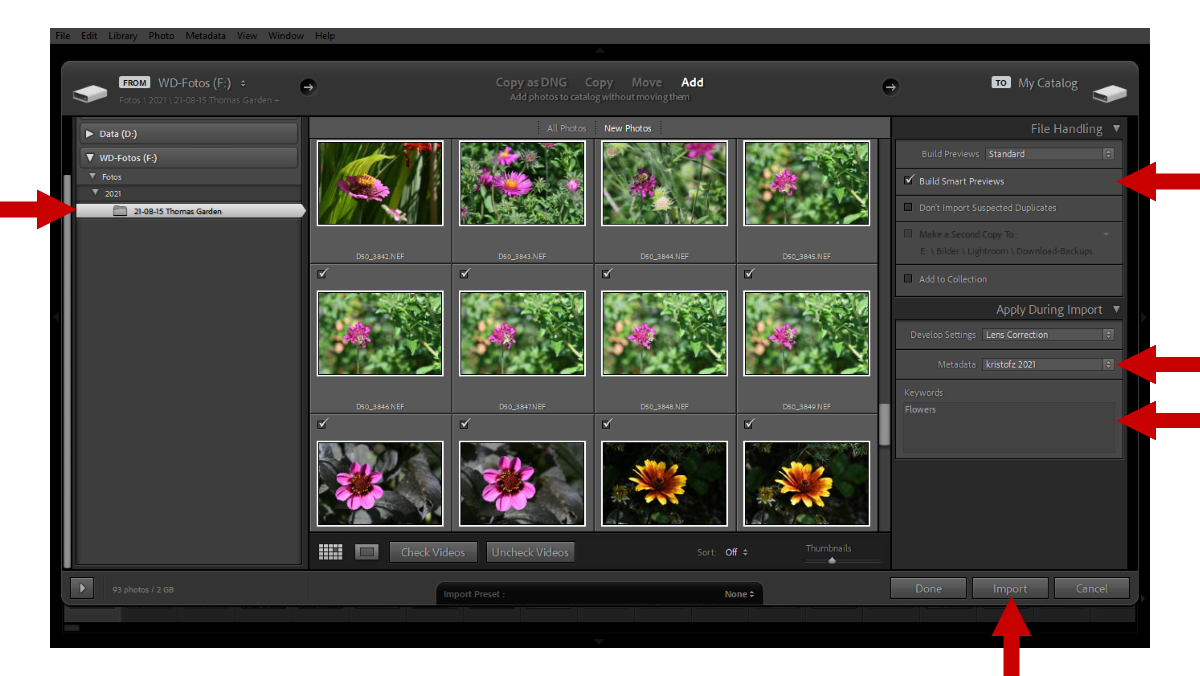 File Edit Library Photo Metadata View Window Help
FROM WD-Fotos (F:)
Fotos \ 2021 \ 21-08-15 Thomas Garden +
Copy as DNG Copy Move Add
Add photos to catalog without moving them
TO My Catalog
Data (D:)
WD-Fotos (F:)
Fotos
2021
21-08-15 Thomas Garden
All Photos New Photos
D50_3842.NEF D50_3843.NEF D50_3844.NEF D50_3845.NEF
D50_3846.NEF D50_3847.NEF D50_3848.NEF D50_3849.NEF
Check Videos Uncheck Videos Sort: Off Thumbnails
File Handling
Build Previews Standard
Build Smart Previews
Don't Import Suspected Duplicates
Make a Second Copy To :
E: \ Bilder \ Lightroom \ Download-Backups
Add to Collection
Apply During Import
Develop Settings Lens Correction
Metadata kristofz 2021
Keywords
Flowers
93 photos / 2 GB
Import Preset : None
Done Import Cancel